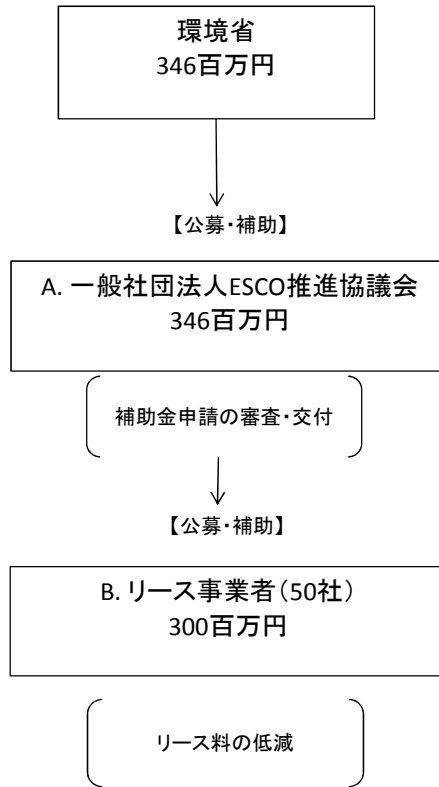 環境省
346百万円
【公募・補助】
A. 一般社団法人ESCO推進協議会
346百万円
補助金申請の審査・交付
【公募・補助】
B. リース事業者（50社）
300百万円
リース料の低減